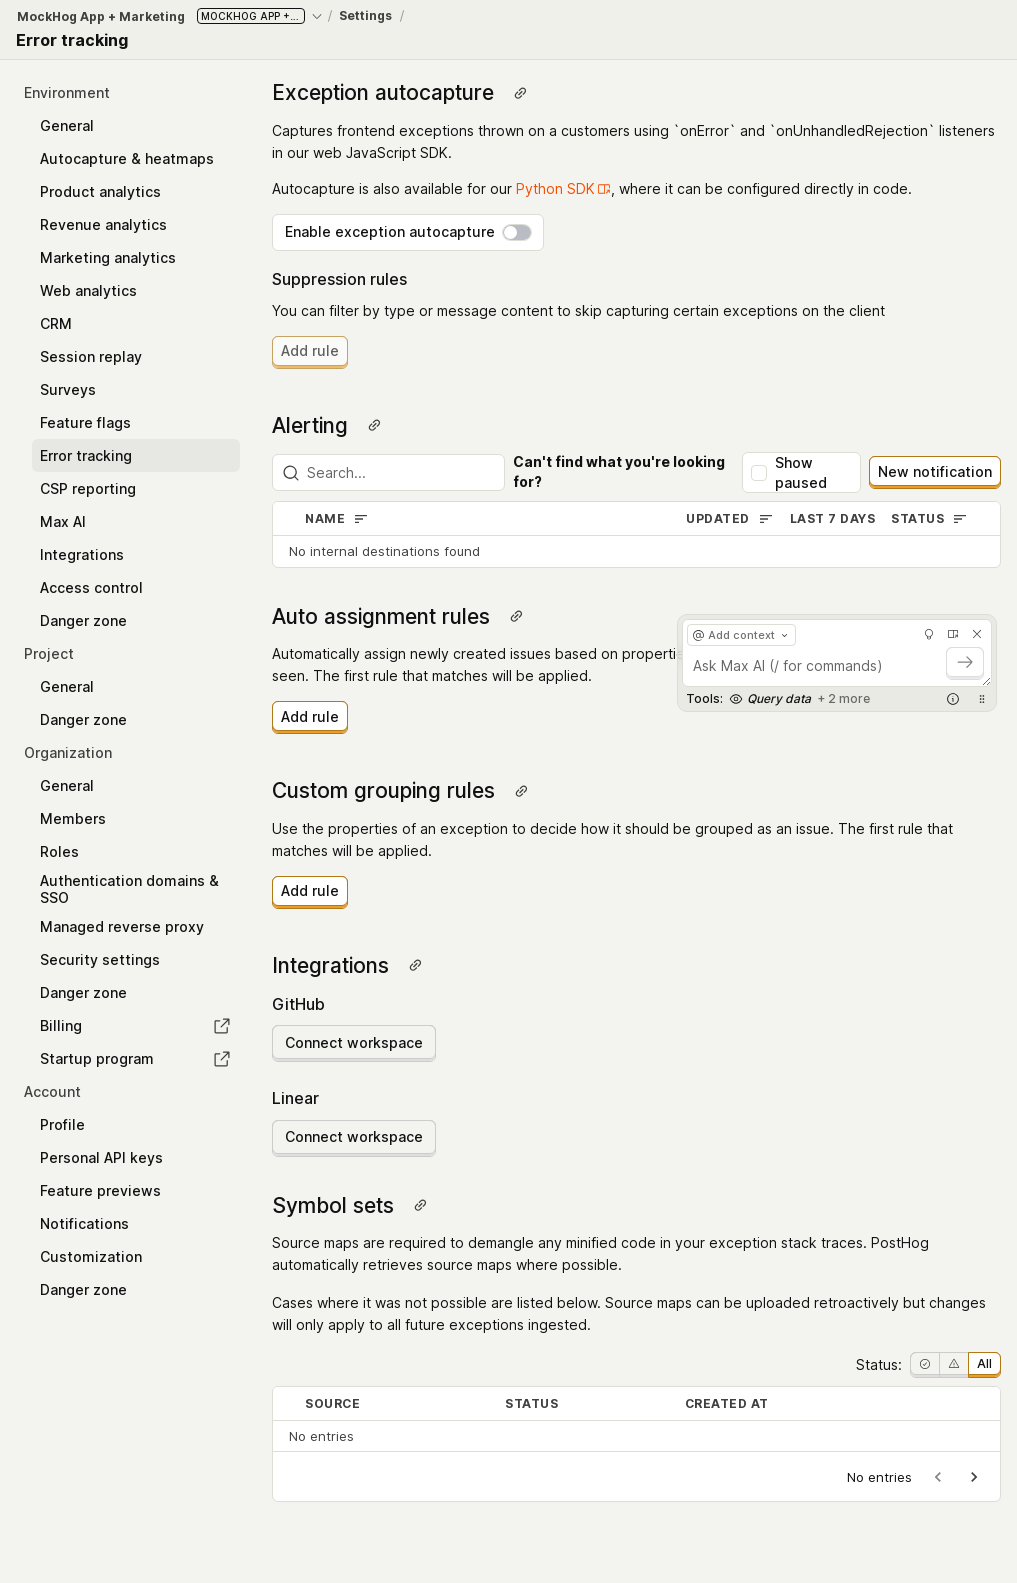 MockHog App + Marketing MOCKHOG APP +... / Settings /
Error tracking
Environment
General
Autocapture & heatmaps
Product analytics
Revenue analytics
Marketing analytics
Web analytics
CRM
Session replay
Surveys
Feature flags
Error tracking
CSP reporting
Max AI
Integrations
Access control
Danger zone
Project
General
Danger zone
Organization
General
Members
Roles
Authentication domains &
SSO
Managed reverse proxy
Security settings
Danger zone
Billing
Startup program
Account
Profile
Personal API keys
Feature previews
Notifications
Customization
Danger zone
Exception autocapture
Captures frontend exceptions thrown on a customers using `onError` and `onUnhandledRejection` listeners
in our web JavaScript SDK.
Autocapture is also available for our Python SDK, where it can be configured directly in code.
Enable exception autocapture
Suppression rules
You can filter by type or message content to skip capturing certain exceptions on the client
Add rule
Alerting
Search...
Can't find what you're looking
for?
Show
paused
New notification
NAME UPDATED LAST 7 DAYS STATUS
No internal destinations found
Auto assignment rules
Automatically assign newly created issues based on propertie
seen. The first rule that matches will be applied.
Add rule
@ Add context
Ask Max AI (/ for commands)
Tools: Query data + 2 more
Custom grouping rules
Use the properties of an exception to decide how it should be grouped as an issue. The first rule that
matches will be applied.
Add rule
Integrations
GitHub
Connect workspace
Linear
Connect workspace
Symbol sets
Source maps are required to demangle any minified code in your exception stack traces. PostHog
automatically retrieves source maps where possible.
Cases where it was not possible are listed below. Source maps can be uploaded retroactively but changes
will only apply to all future exceptions ingested.
Status: All
SOURCE STATUS CREATED AT
No entries
No entries